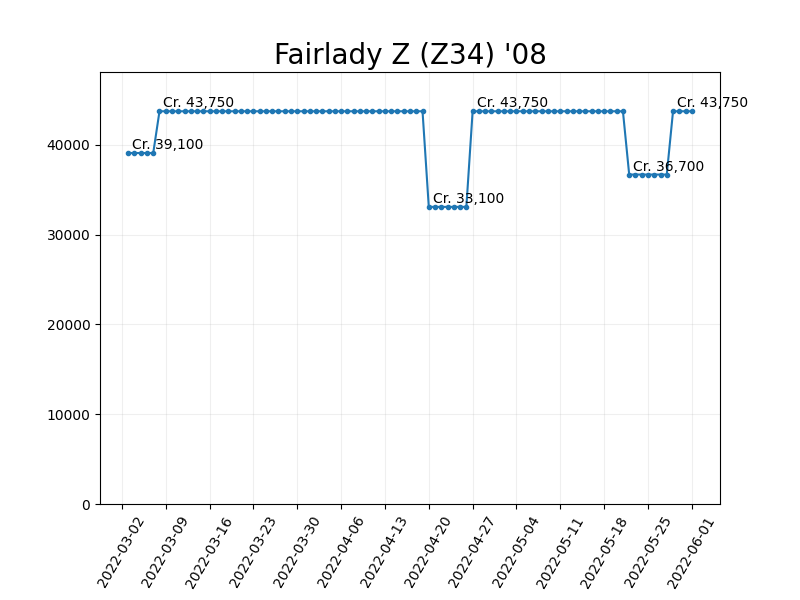 Fairlady Z (Z34) '08
Cr. 43,750
Cr. 43,750
Cr. 43,750
Cr. 39,100
Cr. 36,700
Cr. 33,100
40000
30000
20000
10000
0
2022-03-02
2022-03-09
2022-03-16
2022-03-23
2022-03-30
2022-04-06
2022-04-13
2022-04-20
2022-04-27
2022-05-04
2022-05-11
2022-05-18
2022-05-25
2022-06-01